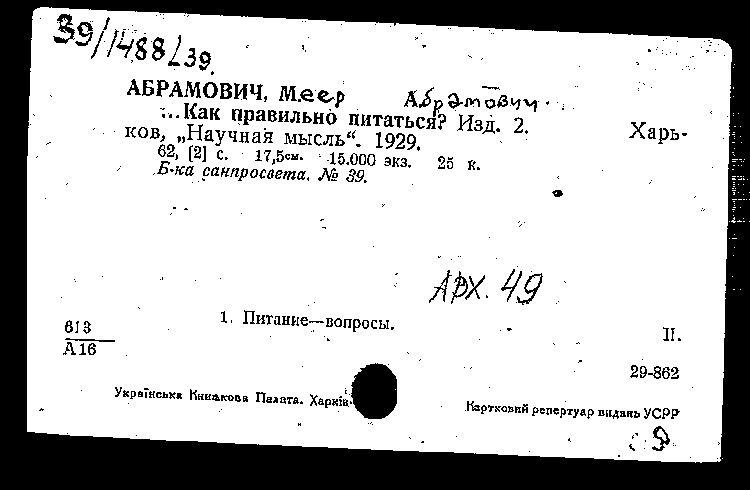 39/1488/39.
АБРАМОВИЧ, Меер Абрамович.
...Как правильно питаться? Изд. 2. Харь-
ков, „Научная мысль“. 1929.
62, [2] с. 17,5см. 15.000 экз. 25 к.
Б-ка санпросвета. № 39.
АРХ. 49
1. Питание—вопросы.
613
А16
II.
29-862
Українська Книжкова Палата. Харків
Картковий репертуар видань УСРР